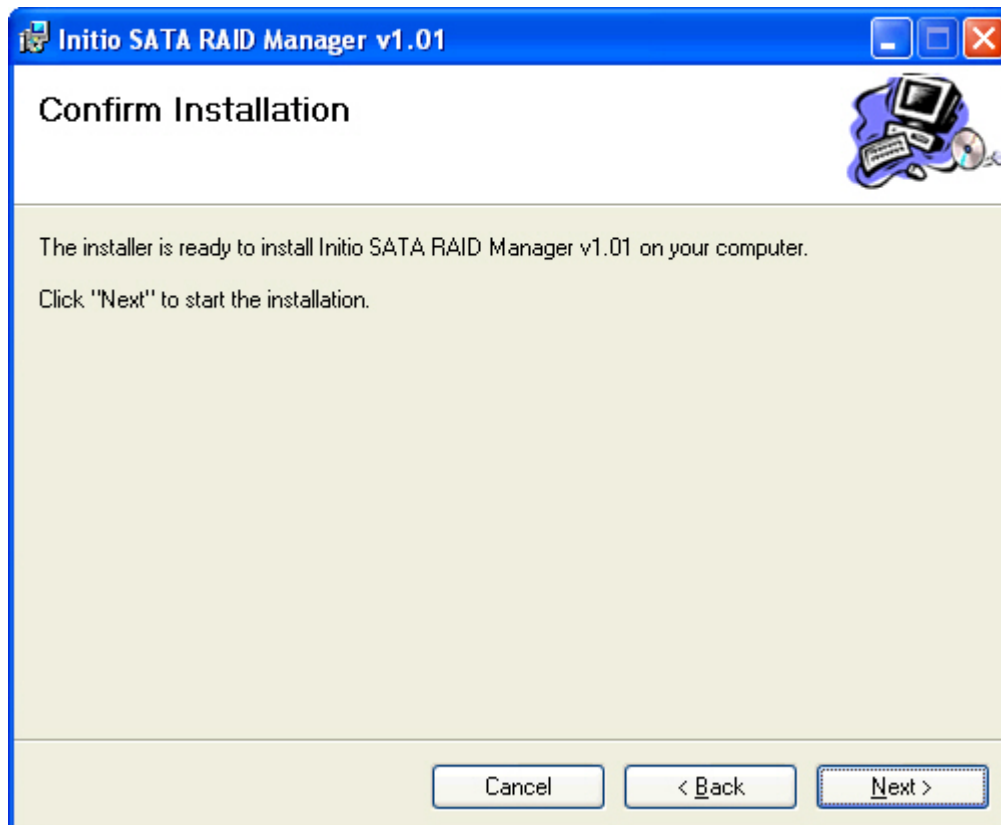 Initio SATA RAID Manager v1.01
Confirm Installation
The installer is ready to install Initio SATA RAID Manager v1.01 on your computer.
Click "Next" to start the installation.
Cancel
< Back
Next >